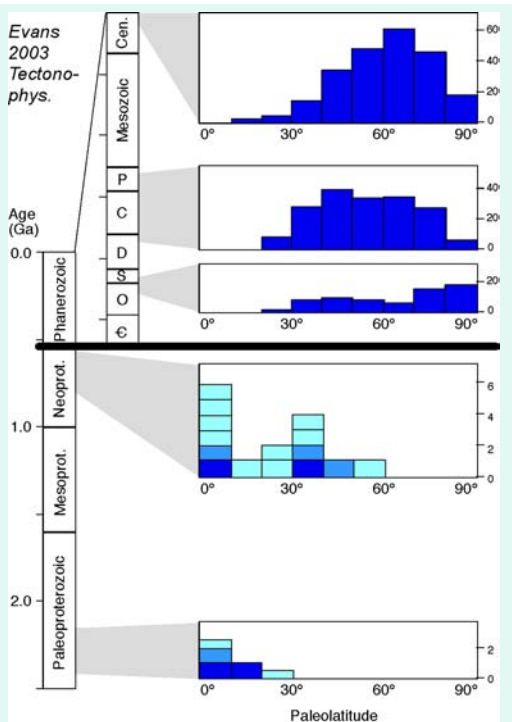 Evans
2003
Tectono-
phys.
Cen.
Mesozoic
P
C
D
S
O
Є
600
400
200
0
0° 30° 60° 90°
400
200
0
0° 30° 60° 90°
200
0
0° 30° 60° 90°
Age
(Ga)
0.0
1.0
2.0
Phanerozoic
Neoprot.
Mesoprot.
Paleoproterozoic
6
4
2
0
0° 30° 60° 90°
2
0
0° 30° 60° 90°
Paleolatitude